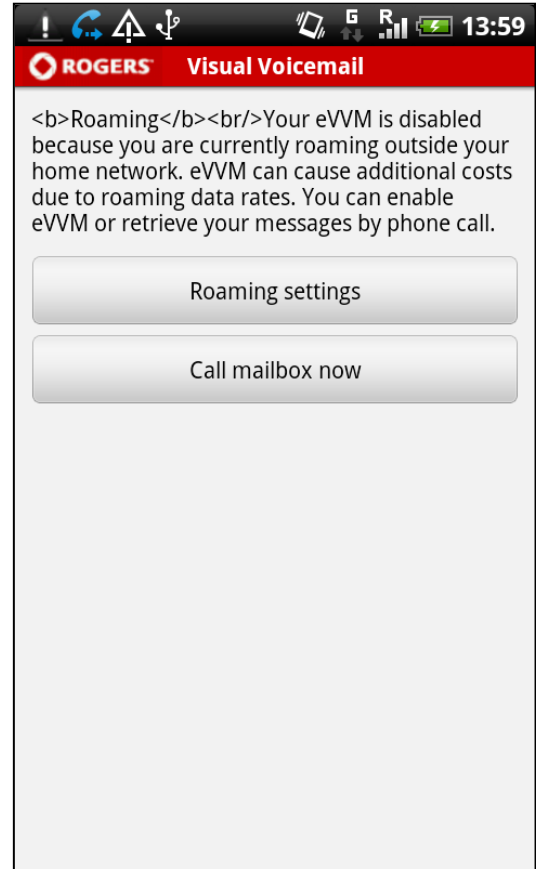 G R 13:59
ROGERS Visual Voicemail
<b>Roaming</b><br/>Your eVVM is disabled
because you are currently roaming outside your
home network. eVVM can cause additional costs
due to roaming data rates. You can enable
eVVM or retrieve your messages by phone call.
Roaming settings
Call mailbox now